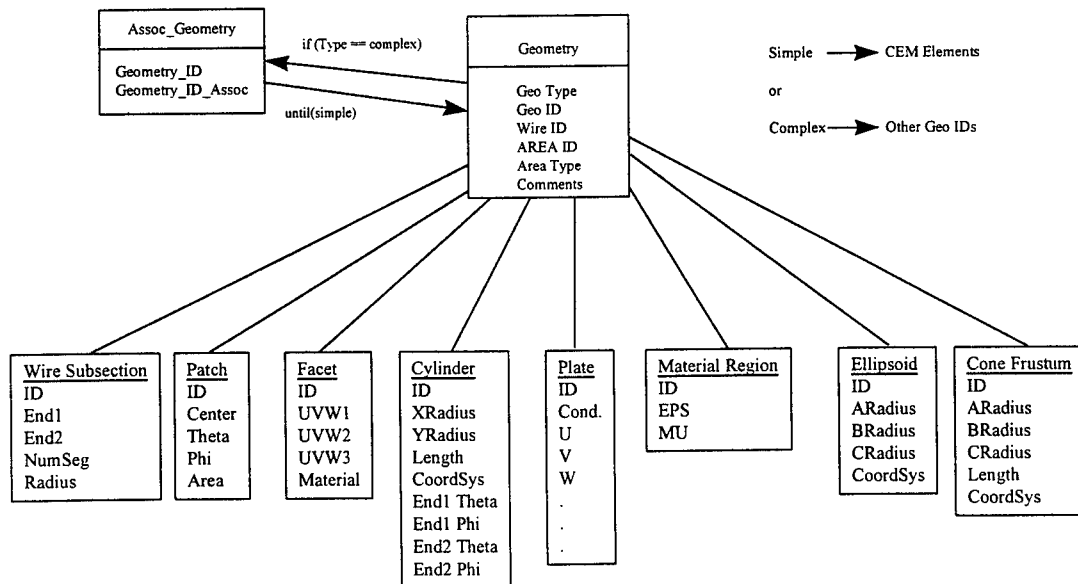 Assoc_Geometry
Geometry_ID
Geometry_ID_Assoc
if (Type == complex)
until(simple)
Geometry
Geo Type
Geo ID
Wire ID
AREA ID
Area Type
Comments
Simple CEM Elements
or
Complex Other Geo IDs
Wire Subsection
ID
End1
End2
NumSeg
Radius
Patch
ID
Center
Theta
Phi
Area
Facet
ID
UVW1
UVW2
UVW3
Material
Cylinder
ID
XRadius
YRadius
Length
CoordSys
End1 Theta
End1 Phi
End2 Theta
End2 Phi
Plate
ID
Cond.
U
V
W
.
.
.
Material Region
ID
EPS
MU
Ellipsoid
ID
ARadius
BRadius
CRadius
CoordSys
Cone Frustum
ID
ARadius
BRadius
CRadius
Length
CoordSys